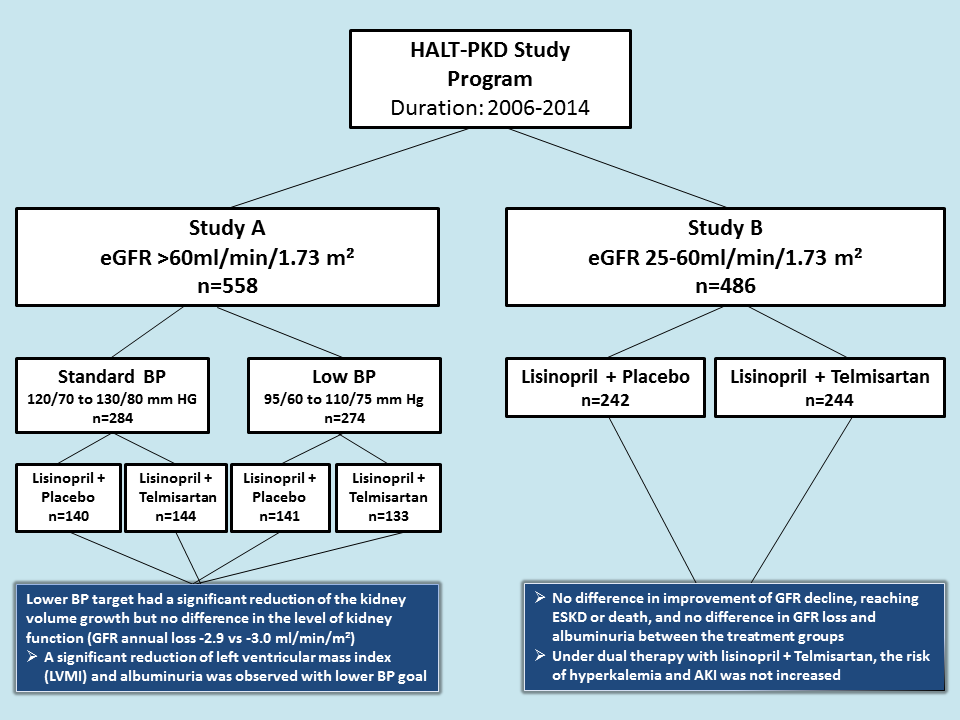 HALT-PKD Study
Program
Duration: 2006-2014
Study A
eGFR >60ml/min/1.73 m²
n=558
Study B
eGFR 25-60ml/min/1.73 m²
n=486
Standard BP
120/70 to 130/80 mm HG
n=284
Low BP
95/60 to 110/75 mm Hg
n=274
Lisinopril + Placebo
n=242
Lisinopril + Telmisartan
n=244
Lisinopril +
Placebo
n=140
Lisinopril +
Telmisartan
n=144
Lisinopril +
Placebo
n=141
Lisinopril +
Telmisartan
n=133
Lower BP target had a significant reduction of the kidney
volume growth but no difference in the level of kidney
function (GFR annual loss -2.9 vs -3.0 ml/min/m²)
➢ A significant reduction of left ventricular mass index
(LVMI) and albuminuria was observed with lower BP goal
➢ No difference in improvement of GFR decline, reaching
ESKD or death, and no difference in GFR loss and
albuminuria between the treatment groups
➢ Under dual therapy with lisinopril + Telmisartan, the risk
of hyperkalemia and AKI was not increased